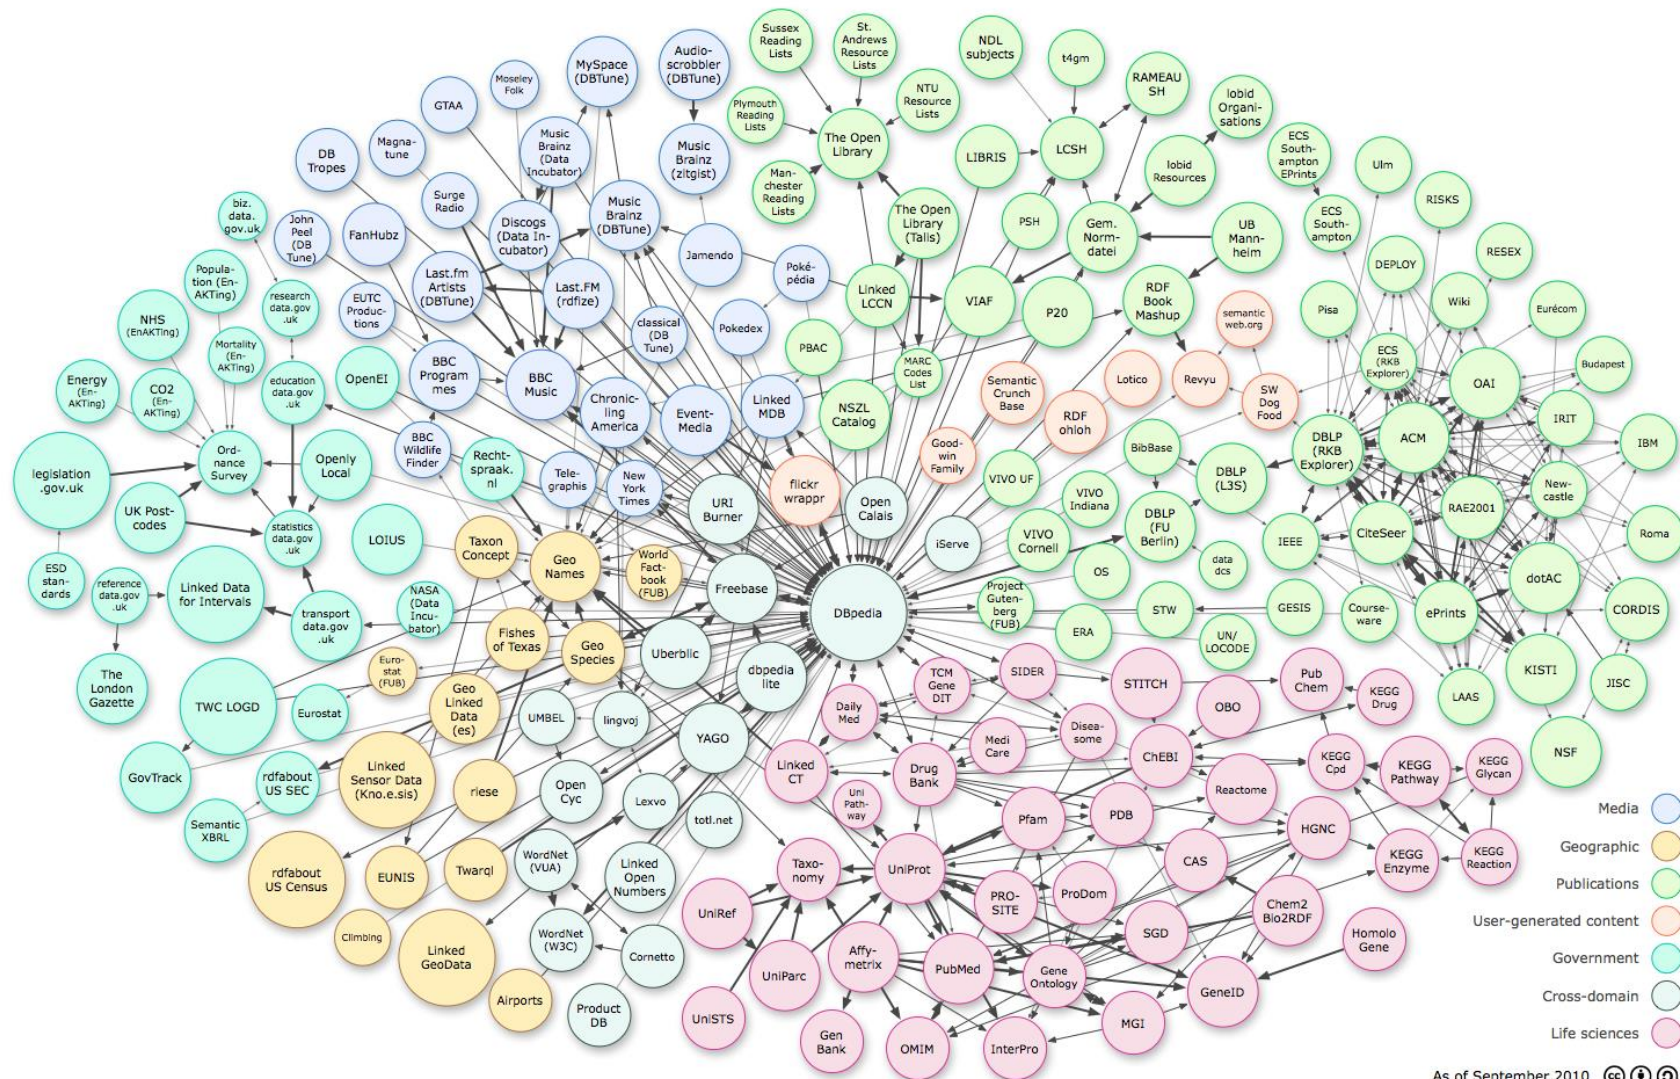 Sussex
Reading
Lists
St.
Andrews
Resource
Lists
NDL
subjects
t4gm
RAMEAU
SH
lobid
Organi-
sations
Plymouth
Reading
Lists
NTU
Resource
Lists
The Open
Library
LIBRIS
LCSH
lobid
Resources
ECS
South-
ampton
EPrints
Ulm
Man-
chester
Reading
Lists
The Open
Library
(Talis)
PSH
Gem.
Norm-
datei
UB
Mann-
heim
ECS
South-
ampton
RISKS
MySpace
(DBTune)
Audio-
scrobbler
(DBTune)
Moseley
Folk
GTAA
Music
Brainz
(Data
Incubator)
Music
Brainz
(zitgist)
Magna-
tune
DB
Tropes
Surge
Radio
Discogs
(Data In-
cubator)
Music
Brainz
(DBTune)
Jamendo
Poké-
pédia
John
Peel
(DB
Tune)
FanHubz
Last.fm
Artists
(DBTune)
Last.FM
(rdfize)
EUTC
Produc-
tions
classical
(DB
Tune)
Pokedex
Linked
LCCN
VIAF
P20
RDF
Book
Mashup
PBAC
MARC
Codes
List
semantic
web.org
DEPLOY
RESEX
Pisa
Wiki
Eurécom
ECS
(RKB
Explorer)
OAI
Budapest
biz.
data.
gov.uk
Popula-
tion (En-
AKTing)
research
data.gov
.uk
NHS
(EnAKTing)
Mortality
(En-
AKTing)
Energy
(En-
AKTing)
CO2
(En-
AKTing)
education
data.gov
.uk
OpenEI
BBC
Program
mes
BBC
Music
Chronic-
ling
America
Event-
Media
Linked
MDB
NSZL
Catalog
Semantic
Crunch
Base
Lotico
Revyu
SW
Dog
Food
RDF
ohloh
Good-
win
Family
BBC
Wildlife
Finder
Recht-
spraak.
nl
Tele-
graphis
New
York
Times
flickr
wrappr
legislation
.gov.uk
Ord-
nance
Survey
Openly
Local
UK Post-
codes
statistics
data.gov
.uk
LOIUS
ESD
stan-
dards
reference
data.gov
.uk
Linked Data
for Intervals
transport
data.gov
.uk
NASA
(Data
Incu-
bator)
The
London
Gazette
TWC LOGD
Eurostat
GovTrack
rdfabout
US SEC
Semantic
XBRL
URI
Burner
Open
Calais
iServe
Taxon
Concept
Geo
Names
World
Fact-
book
(FUB)
Freebase
DBpedia
Fishes
of Texas
Geo
Species
Uberblic
dbpedia
lite
Euro-
stat
(FUB)
Geo
Linked
Data
(es)
UMBEL
lingvoj
YAGO
Linked
Sensor Data
(Kno.e.sis)
riese
Open
Cyc
Lexvo
totl.net
rdfabout
US Census
EUNIS
Twarql
WordNet
(VUA)
Linked
Open
Numbers
Climbing
Linked
GeoData
WordNet
(W3C)
Cornetto
Airports
Product
DB
VIVO UF
VIVO
Indiana
VIVO
Cornell
BibBase
DBLP
(L3S)
DBLP
(FU
Berlin)
data
dcs
IEEE
OS
Project
Guten-
berg
(FUB)
ERA
STW
GESIS
UN/
LOCODE
Course-
ware
DBLP
(RKB
Explorer)
ACM
IRIT
IBM
CiteSeer
RAE2001
New-
castle
Roma
dotAC
ePrints
CORDIS
LAAS
KISTI
JISC
NSF
TCM
Gene
DIT
SIDER
STITCH
Pub
Chem
KEGG
Drug
Daily
Med
Disea-
some
OBO
Medi
Care
Linked
CT
Drug
Bank
ChEBI
KEGG
Cpd
KEGG
Pathway
KEGG
Glycan
Uni
Path-
way
Pfam
PDB
Reactome
HGNC
KEGG
Enzyme
KEGG
Reaction
Taxo-
nomy
UniProt
PRO-
SITE
ProDom
CAS
Chem2
Bio2RDF
Homolo
Gene
UniRef
UniParc
Affy-
metrix
PubMed
Gene
Ontology
SGD
GeneID
UniSTS
Gen
Bank
OMIM
InterPro
MGI
Media
Geographic
Publications
User-generated content
Government
Cross-domain
Life sciences
As of September 2010